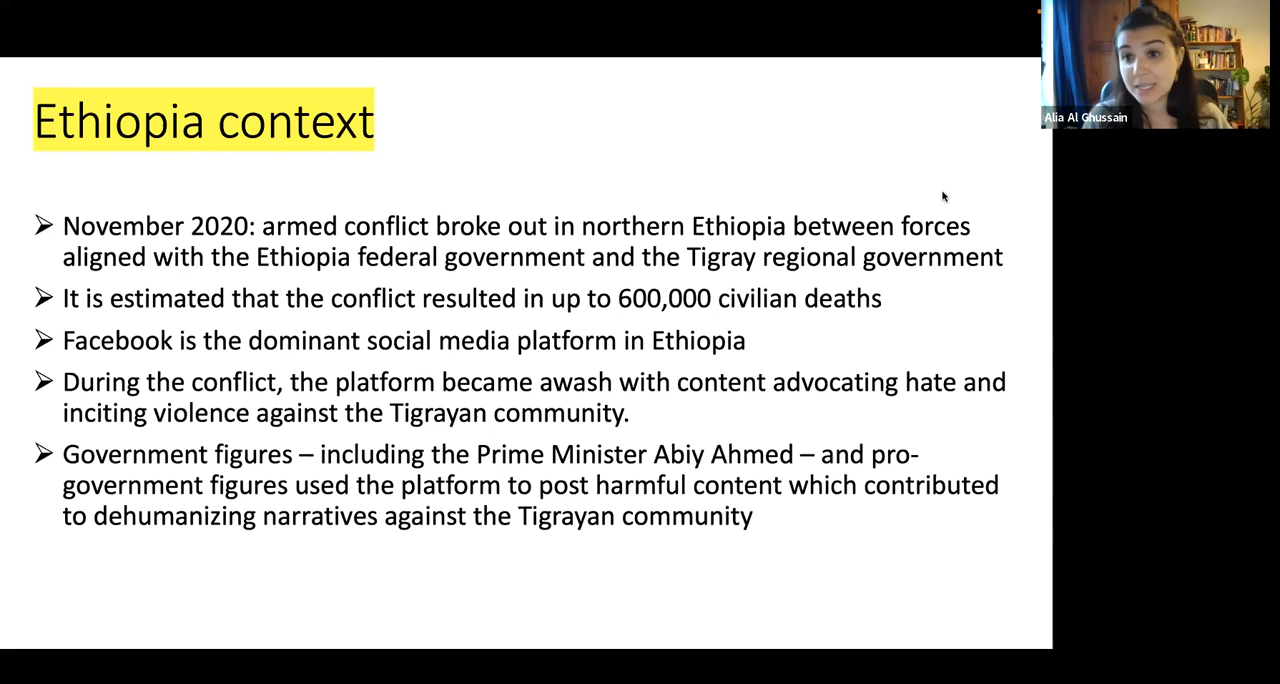 Ethiopia context
Alia Al Ghussain
November 2020: armed conflict broke out in northern Ethiopia between forces
aligned with the Ethiopia federal government and the Tigray regional government
It is estimated that the conflict resulted in up to 600,000 civilian deaths
Facebook is the dominant social media platform in Ethiopia
During the conflict, the platform became awash with content advocating hate and
inciting violence against the Tigrayan community.
Government figures – including the Prime Minister Abiy Ahmed – and pro-
government figures used the platform to post harmful content which contributed
to dehumanizing narratives against the Tigrayan community